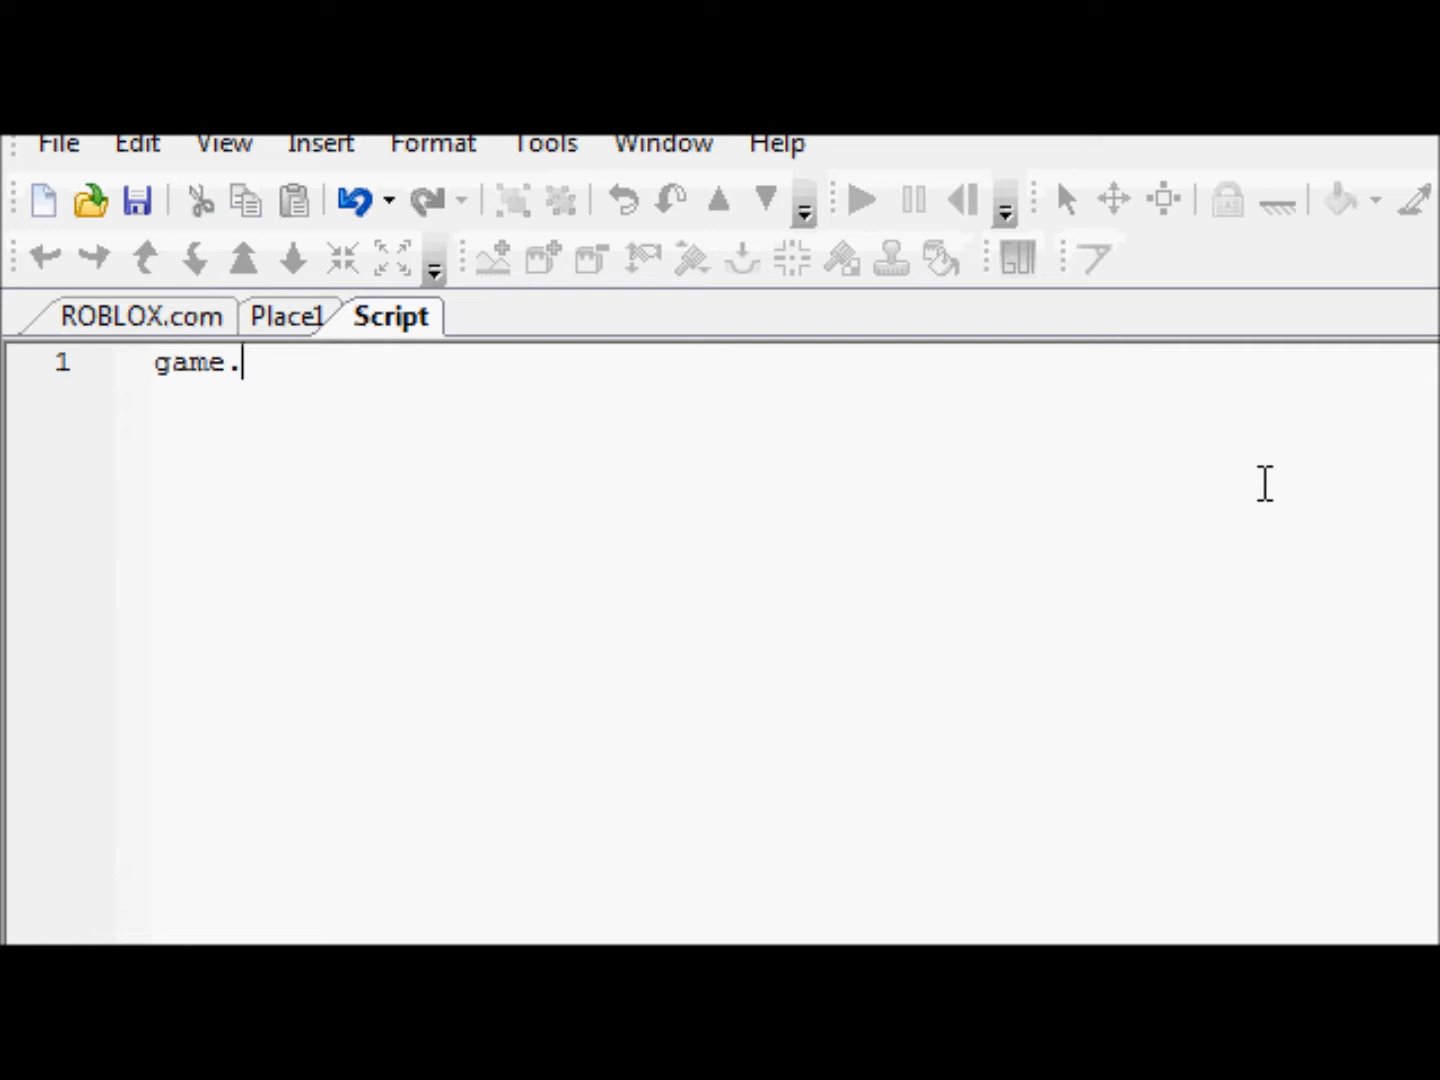 File Edit View Insert Format Tools Window Help
ROBLOX.com Place1 Script
1 game.